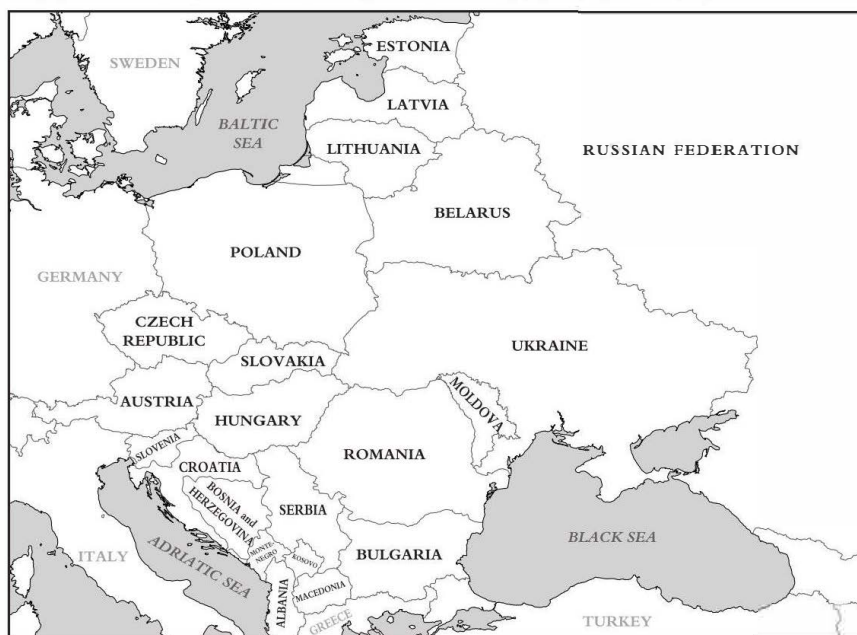 ESTONIA
SWEDEN
LATVIA
BALTIC
SEA
LITHUANIA
RUSSIAN FEDERATION
BELARUS
POLAND
GERMANY
CZECH
REPUBLIC
UKRAINE
SLOVAKIA
MOLDOVA
AUSTRIA
HUNGARY
SLOVENIA
ROMANIA
CROATIA
BOSNIA and
HERZEGOVINA
SERBIA
BLACK SEA
ADRIATIC SEA
ITALY
MONTE-
NEGRO
KOSOVO
BULGARIA
ALBANIA
MACEDONIA
GREECE
TURKEY